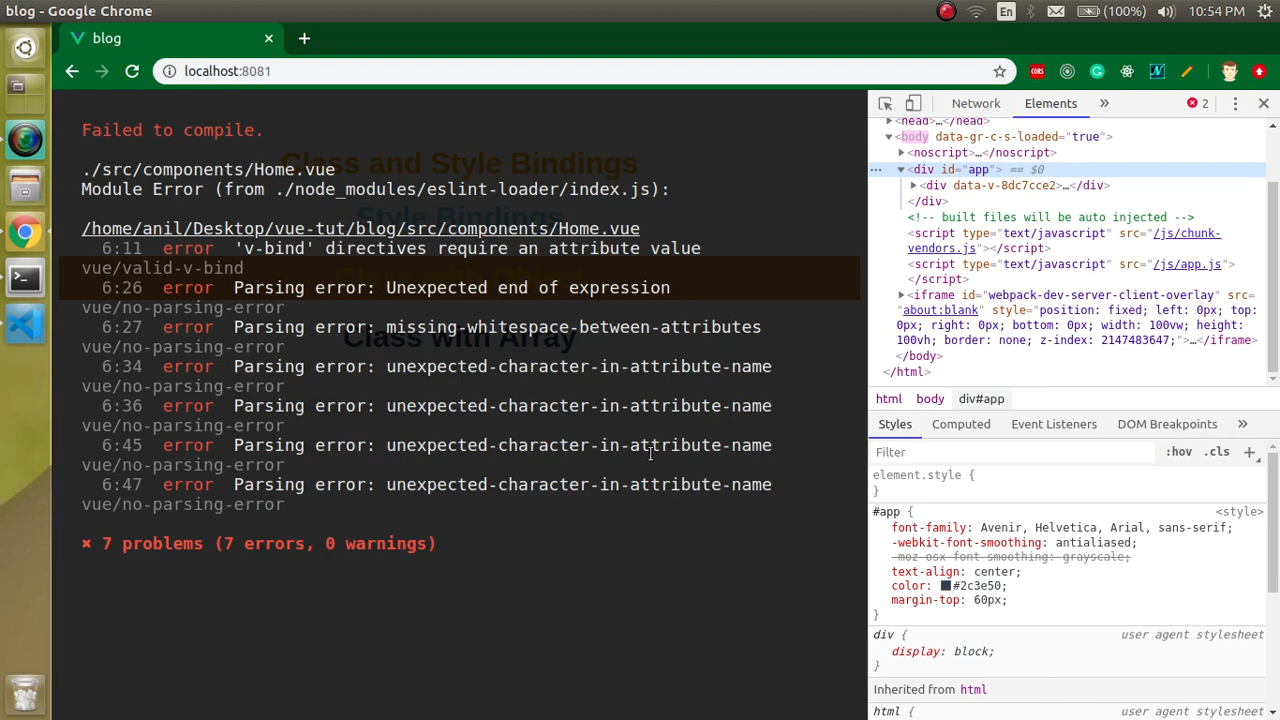 blog - Google Chrome
En
(100%)
10:54 PM
blog
localhost:8081
CORS
Failed to compile.
./src/components/Home.vue
Module Error (from ./node_modules/eslint-loader/index.js):
/home/anil/Desktop/vue-tut/blog/src/components/Home.vue
6:11 error 'v-bind' directives require an attribute value
vue/valid-v-bind
6:26 error Parsing error: Unexpected end of expression
vue/no-parsing-error
6:27 error Parsing error: missing-whitespace-between-attributes
vue/no-parsing-error
6:34 error Parsing error: unexpected-character-in-attribute-name
vue/no-parsing-error
6:36 error Parsing error: unexpected-character-in-attribute-name
vue/no-parsing-error
6:45 error Parsing error: unexpected-character-in-attribute-name
vue/no-parsing-error
6:47 error Parsing error: unexpected-character-in-attribute-name
vue/no-parsing-error
✖ 7 problems (7 errors, 0 warnings)
Class and Style Bindings
Style Bindings
Class with Object
Class with Array
Network
Elements
»
2
<head>…</head>
<body data-gr-c-s-loaded="true">
<noscript>…</noscript>
<div id="app"> == $0
<div data-v-8dc7cce2>…</div>
</div>
<!-- built files will be auto injected -->
<script type="text/javascript" src="/js/chunk-
vendors.js"></script>
<script type="text/javascript" src="/js/app.js">
</script>
<iframe id="webpack-dev-server-client-overlay" src=
"about:blank" style="position: fixed; left: 0px; top:
0px; right: 0px; bottom: 0px; width: 100vw; height:
100vh; border: none; z-index: 2147483647;">…</iframe>
</body>
</html>
html body div#app
Styles Computed Event Listeners DOM Breakpoints »
Filter :hov .cls +
element.style {
}
#app { <style>
font-family: Avenir, Helvetica, Arial, sans-serif;
-webkit-font-smoothing: antialiased;
-moz-osx-font-smoothing: grayscale;
text-align: center;
color: #2c3e50;
margin-top: 60px;
}
div { user agent stylesheet
display: block;
}
Inherited from html
html { user agent stylesheet